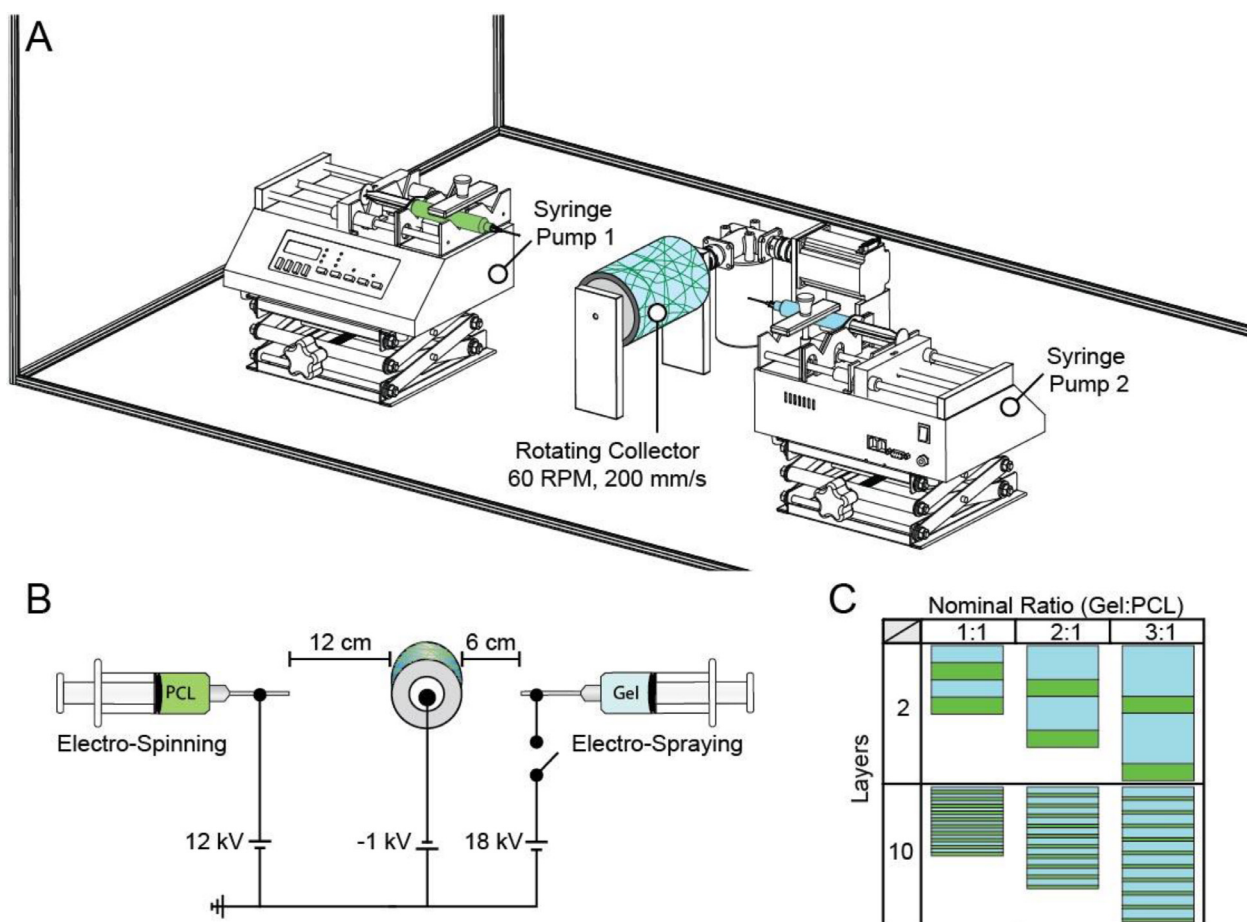 A
Syringe
Pump 1
Syringe
Pump 2
Rotating Collector
60 RPM, 200 mm/s
B
12 cm
6 cm
PCL
Gel
Electro-Spinning
Electro-Spraying
12 kV
-1 kV
18 kV
C
Nominal Ratio (Gel:PCL)
1:1 2:1 3:1
Layers
2
10